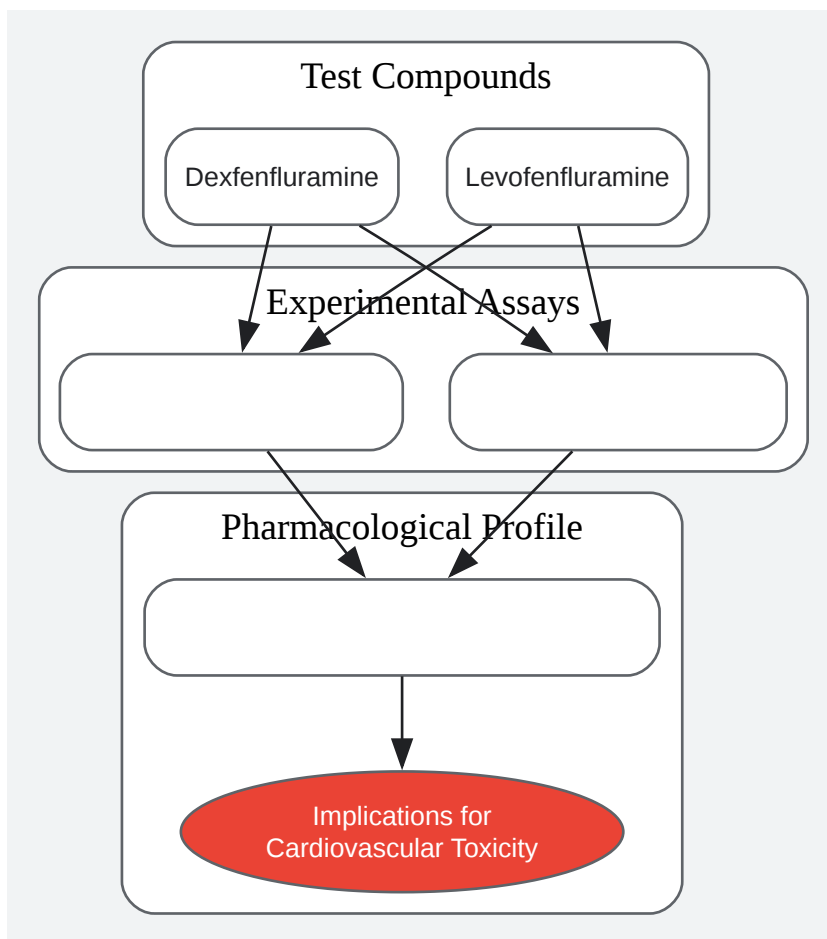 Test Compounds
Dexfenfluramine
Levofenfluramine
Experimental Assays
Pharmacological Profile
Implications for
Cardiovascular Toxicity